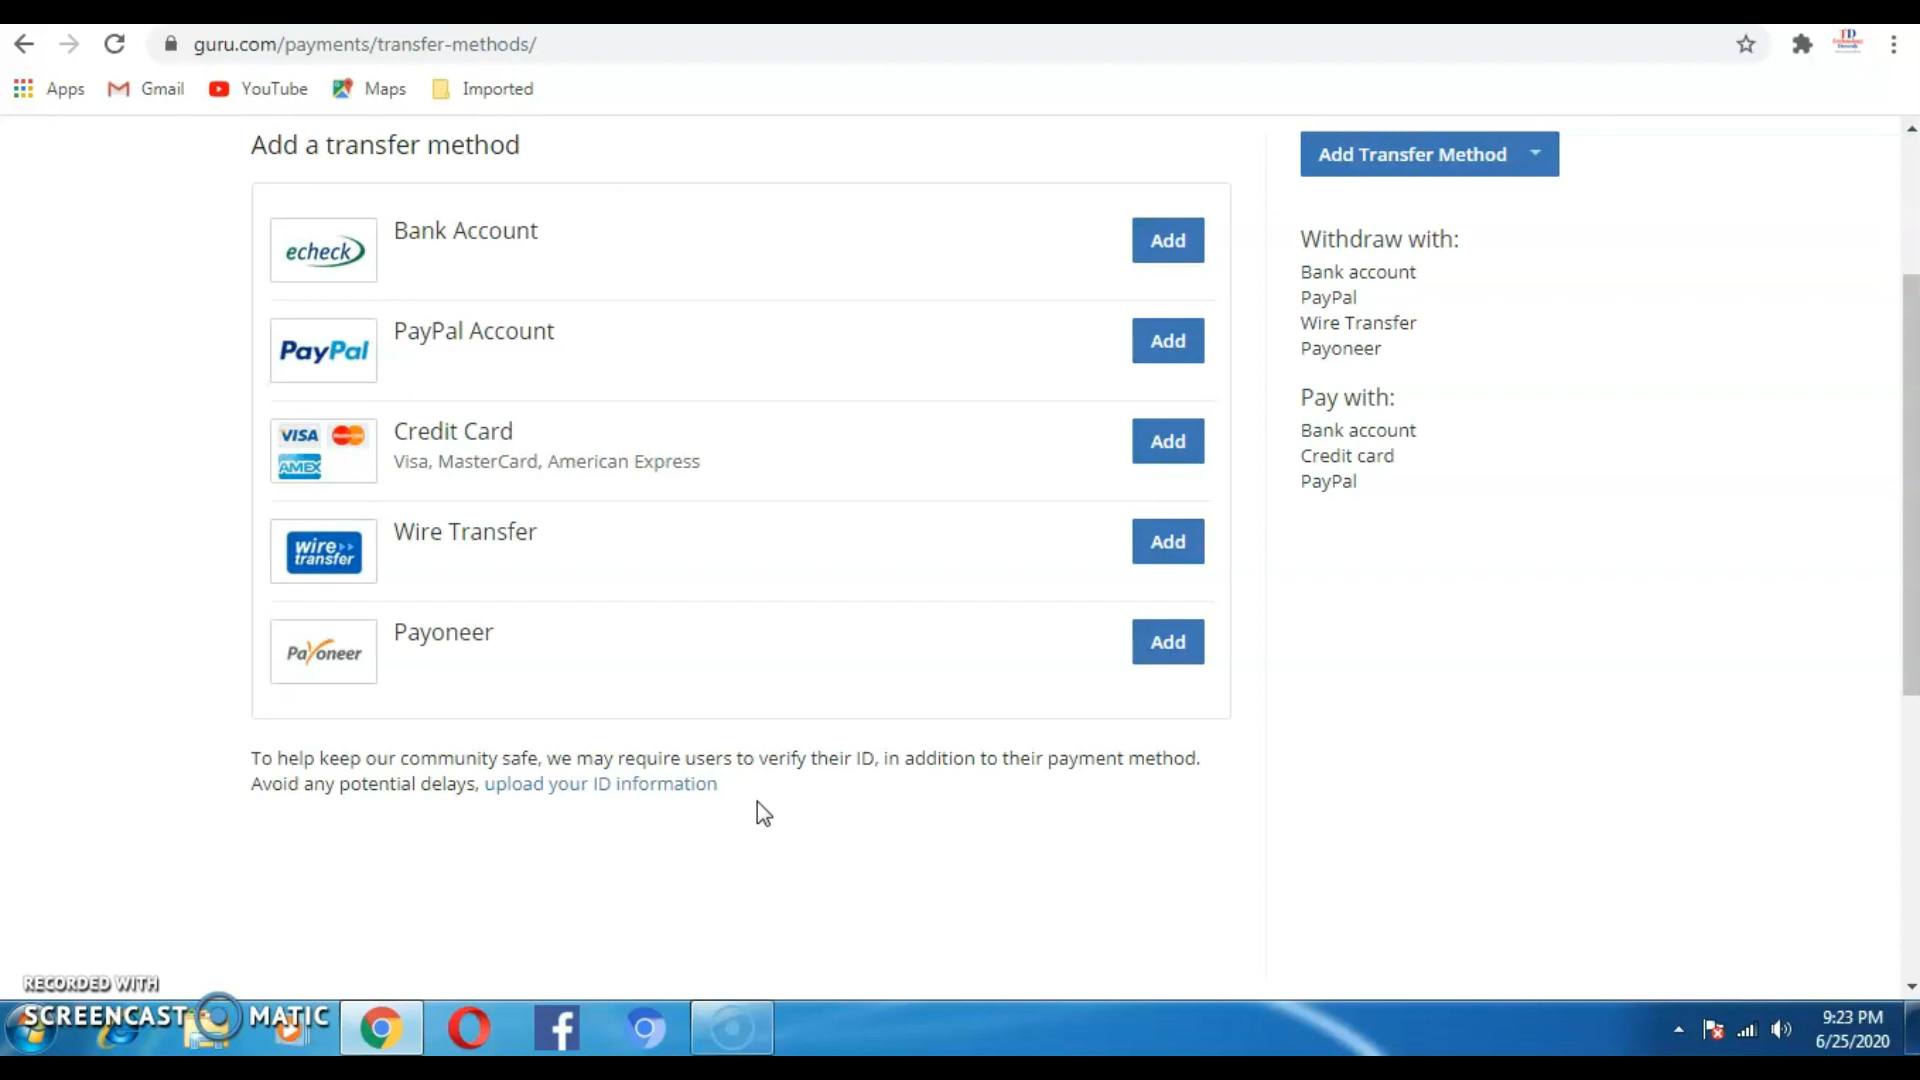 guru.com/payments/transfer-methods/
TD
Apps
Gmail
YouTube
Maps
Imported
Add a transfer method
Add Transfer Method
echeck
Bank Account
Add
PayPal
PayPal Account
Add
VISA
AMEX
Credit Card
Visa, MasterCard, American Express
Add
wire
transfer
Wire Transfer
Add
Payoneer
Payoneer
Add
Withdraw with:
Bank account
PayPal
Wire Transfer
Payoneer
Pay with:
Bank account
Credit card
PayPal
To help keep our community safe, we may require users to verify their ID, in addition to their payment method.
Avoid any potential delays, upload your ID information
RECORDED WITH
SCREENCAST MATIC
9:23 PM
6/25/2020